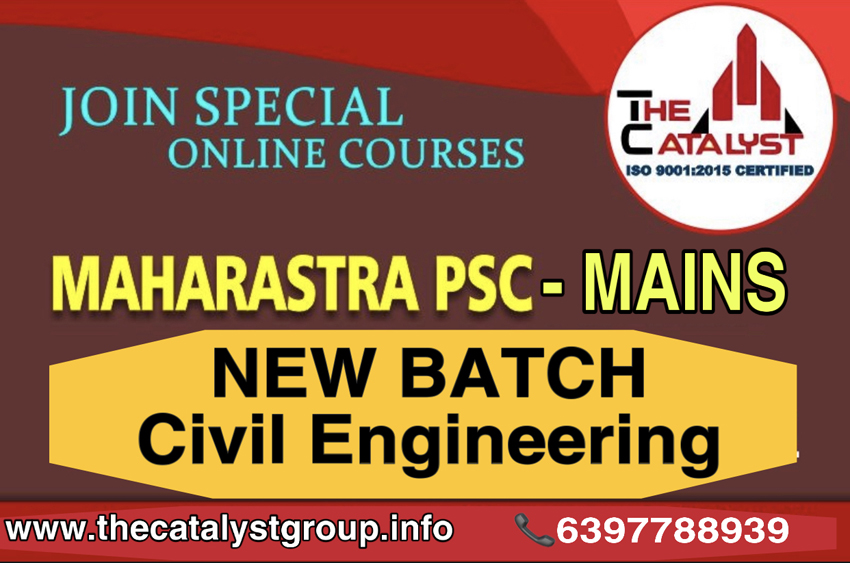 JOIN SPECIAL
ONLINE COURSES
THE
CATALYST
ISO 9001:2015 CERTIFIED
MAHARASTRA PSC - MAINS
NEW BATCH
Civil Engineering
www.thecatalystgroup.info 6397788939